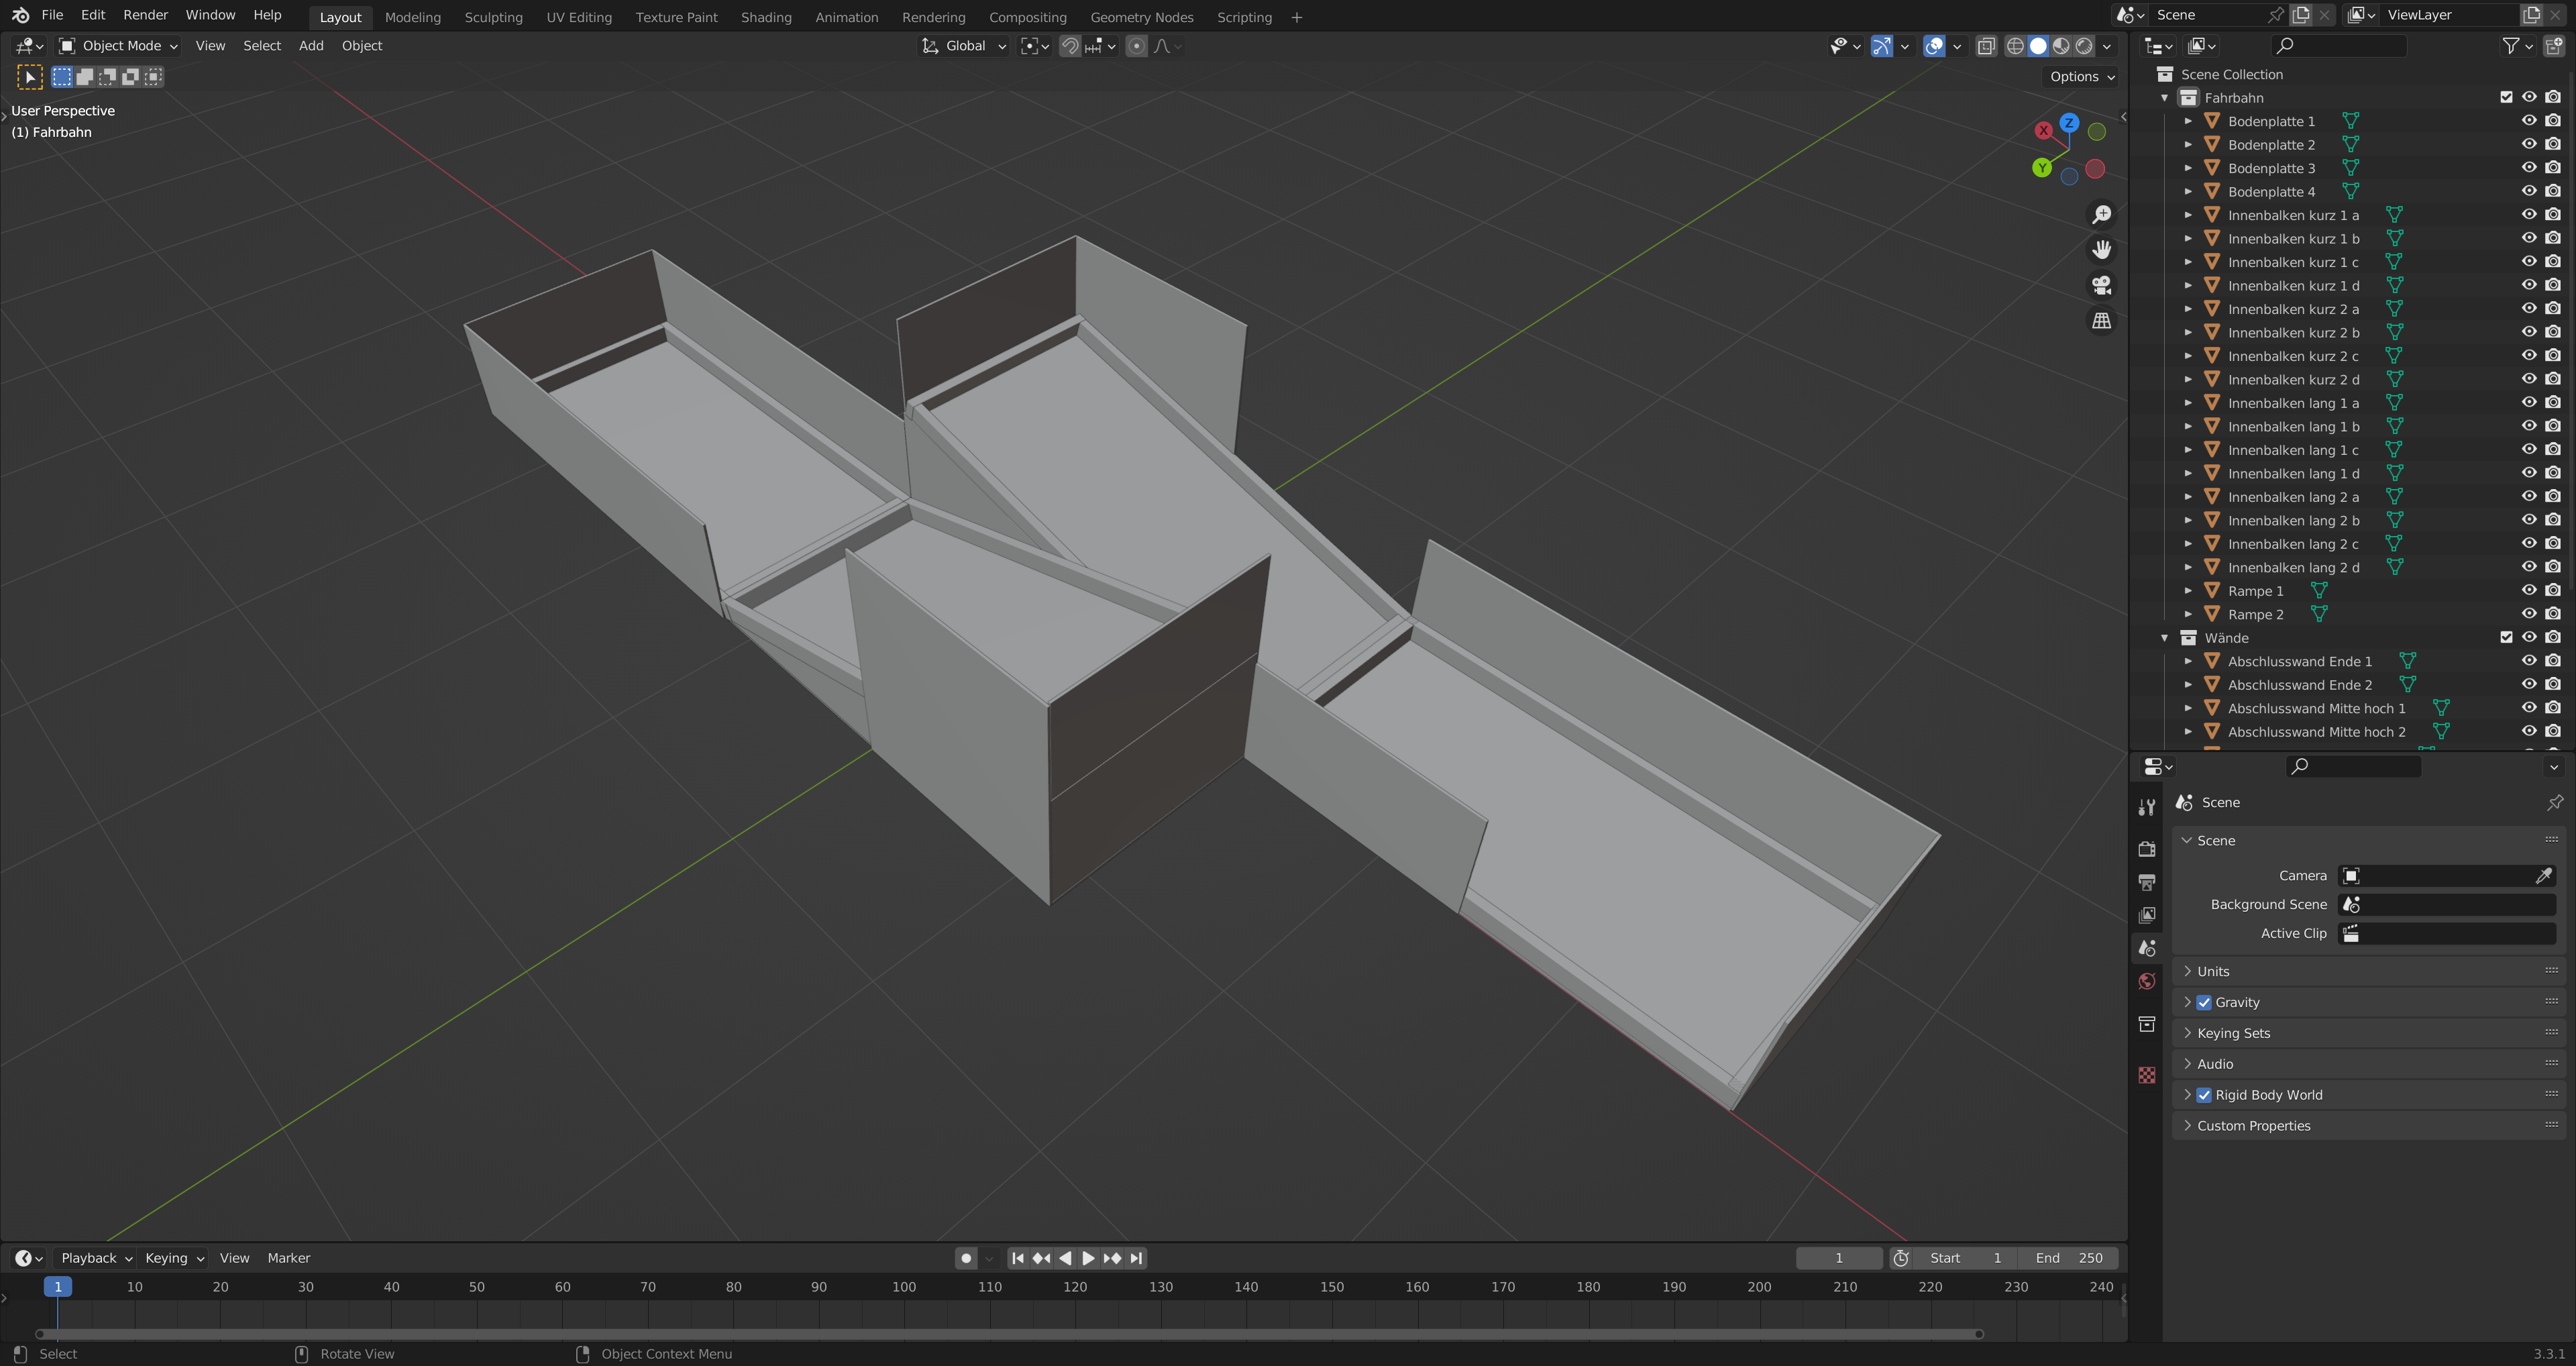 File Edit Render Window Help Layout Modeling Sculpting UV Editing Texture Paint Shading Animation Rendering Compositing Geometry Nodes Scripting + Scene ViewLayer
Object Mode View Select Add Object Global
Options
User Perspective
(1) Fahrbahn
X Y Z
Scene Collection
Fahrbahn
Bodenplatte 1
Bodenplatte 2
Bodenplatte 3
Bodenplatte 4
Innenbalken kurz 1 a
Innenbalken kurz 1 b
Innenbalken kurz 1 c
Innenbalken kurz 1 d
Innenbalken kurz 2 a
Innenbalken kurz 2 b
Innenbalken kurz 2 c
Innenbalken kurz 2 d
Innenbalken lang 1 a
Innenbalken lang 1 b
Innenbalken lang 1 c
Innenbalken lang 1 d
Innenbalken lang 2 a
Innenbalken lang 2 b
Innenbalken lang 2 c
Innenbalken lang 2 d
Rampe 1
Rampe 2
Wände
Abschlusswand Ende 1
Abschlusswand Ende 2
Abschlusswand Mitte hoch 1
Abschlusswand Mitte hoch 2
Scene
Scene
Camera
Background Scene
Active Clip
Units
Gravity
Keying Sets
Audio
Rigid Body World
Custom Properties
Playback Keying View Marker 1 Start 1 End 250
1 10 20 30 40 50 60 70 80 90 100 110 120 130 140 150 160 170 180 190 200 210 220 230 240
Select Rotate View Object Context Menu 3.3.1